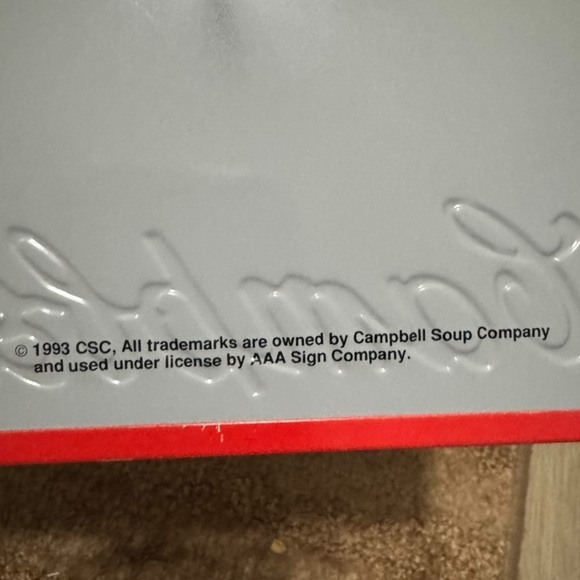 © 1993 CSC, All trademarks are owned by Campbell Soup Company
and used under license by AAA Sign Company.